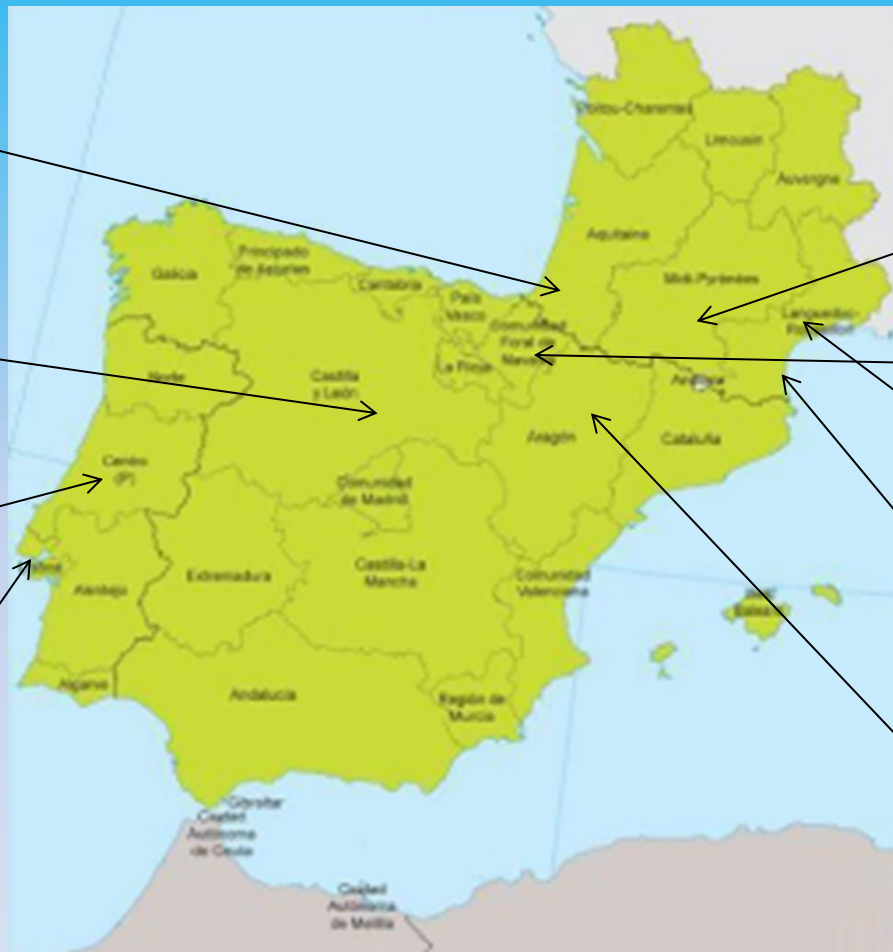 Poitou-Charentes
Limousin
Auvergne
Aquitaine
Midi-Pyrénées
Languedoc-
Galicia
Principado
de Asturias
Cantabria
País
Vasco
Comunidad
Foral de
Navarra
La Rioja
Norte
Castilla
y León
Aragón
Andorra
Cataluña
Centro
(P)
Comunidad
de Madrid
Alentejo
Extremadura
Castilla-La
Mancha
Comunidad
Valenciana
Algarve
Andalucía
Región de
Murcia
Gibraltar
Ciudad
Autónoma
de Ceuta
Ciudad
Autónoma
de Melilla